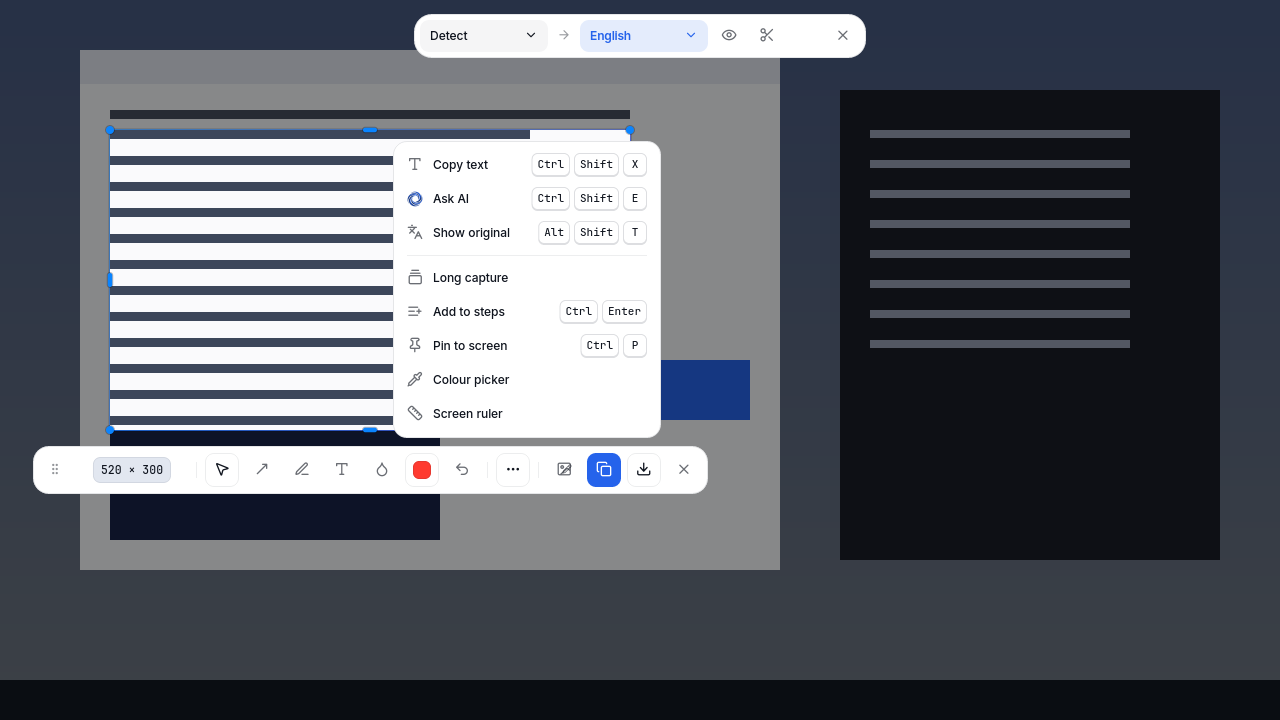 Detect English
Copy text Ctrl Shift X
Ask AI Ctrl Shift E
Show original Alt Shift T
Long capture
Add to steps Ctrl Enter
Pin to screen Ctrl P
Colour picker
Screen ruler
520 × 300